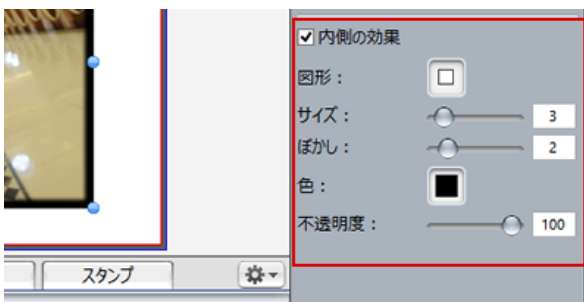 内側の効果
図形：
サイズ： 3
ぼかし： 2
色：
不透明度： 100
スタンプ